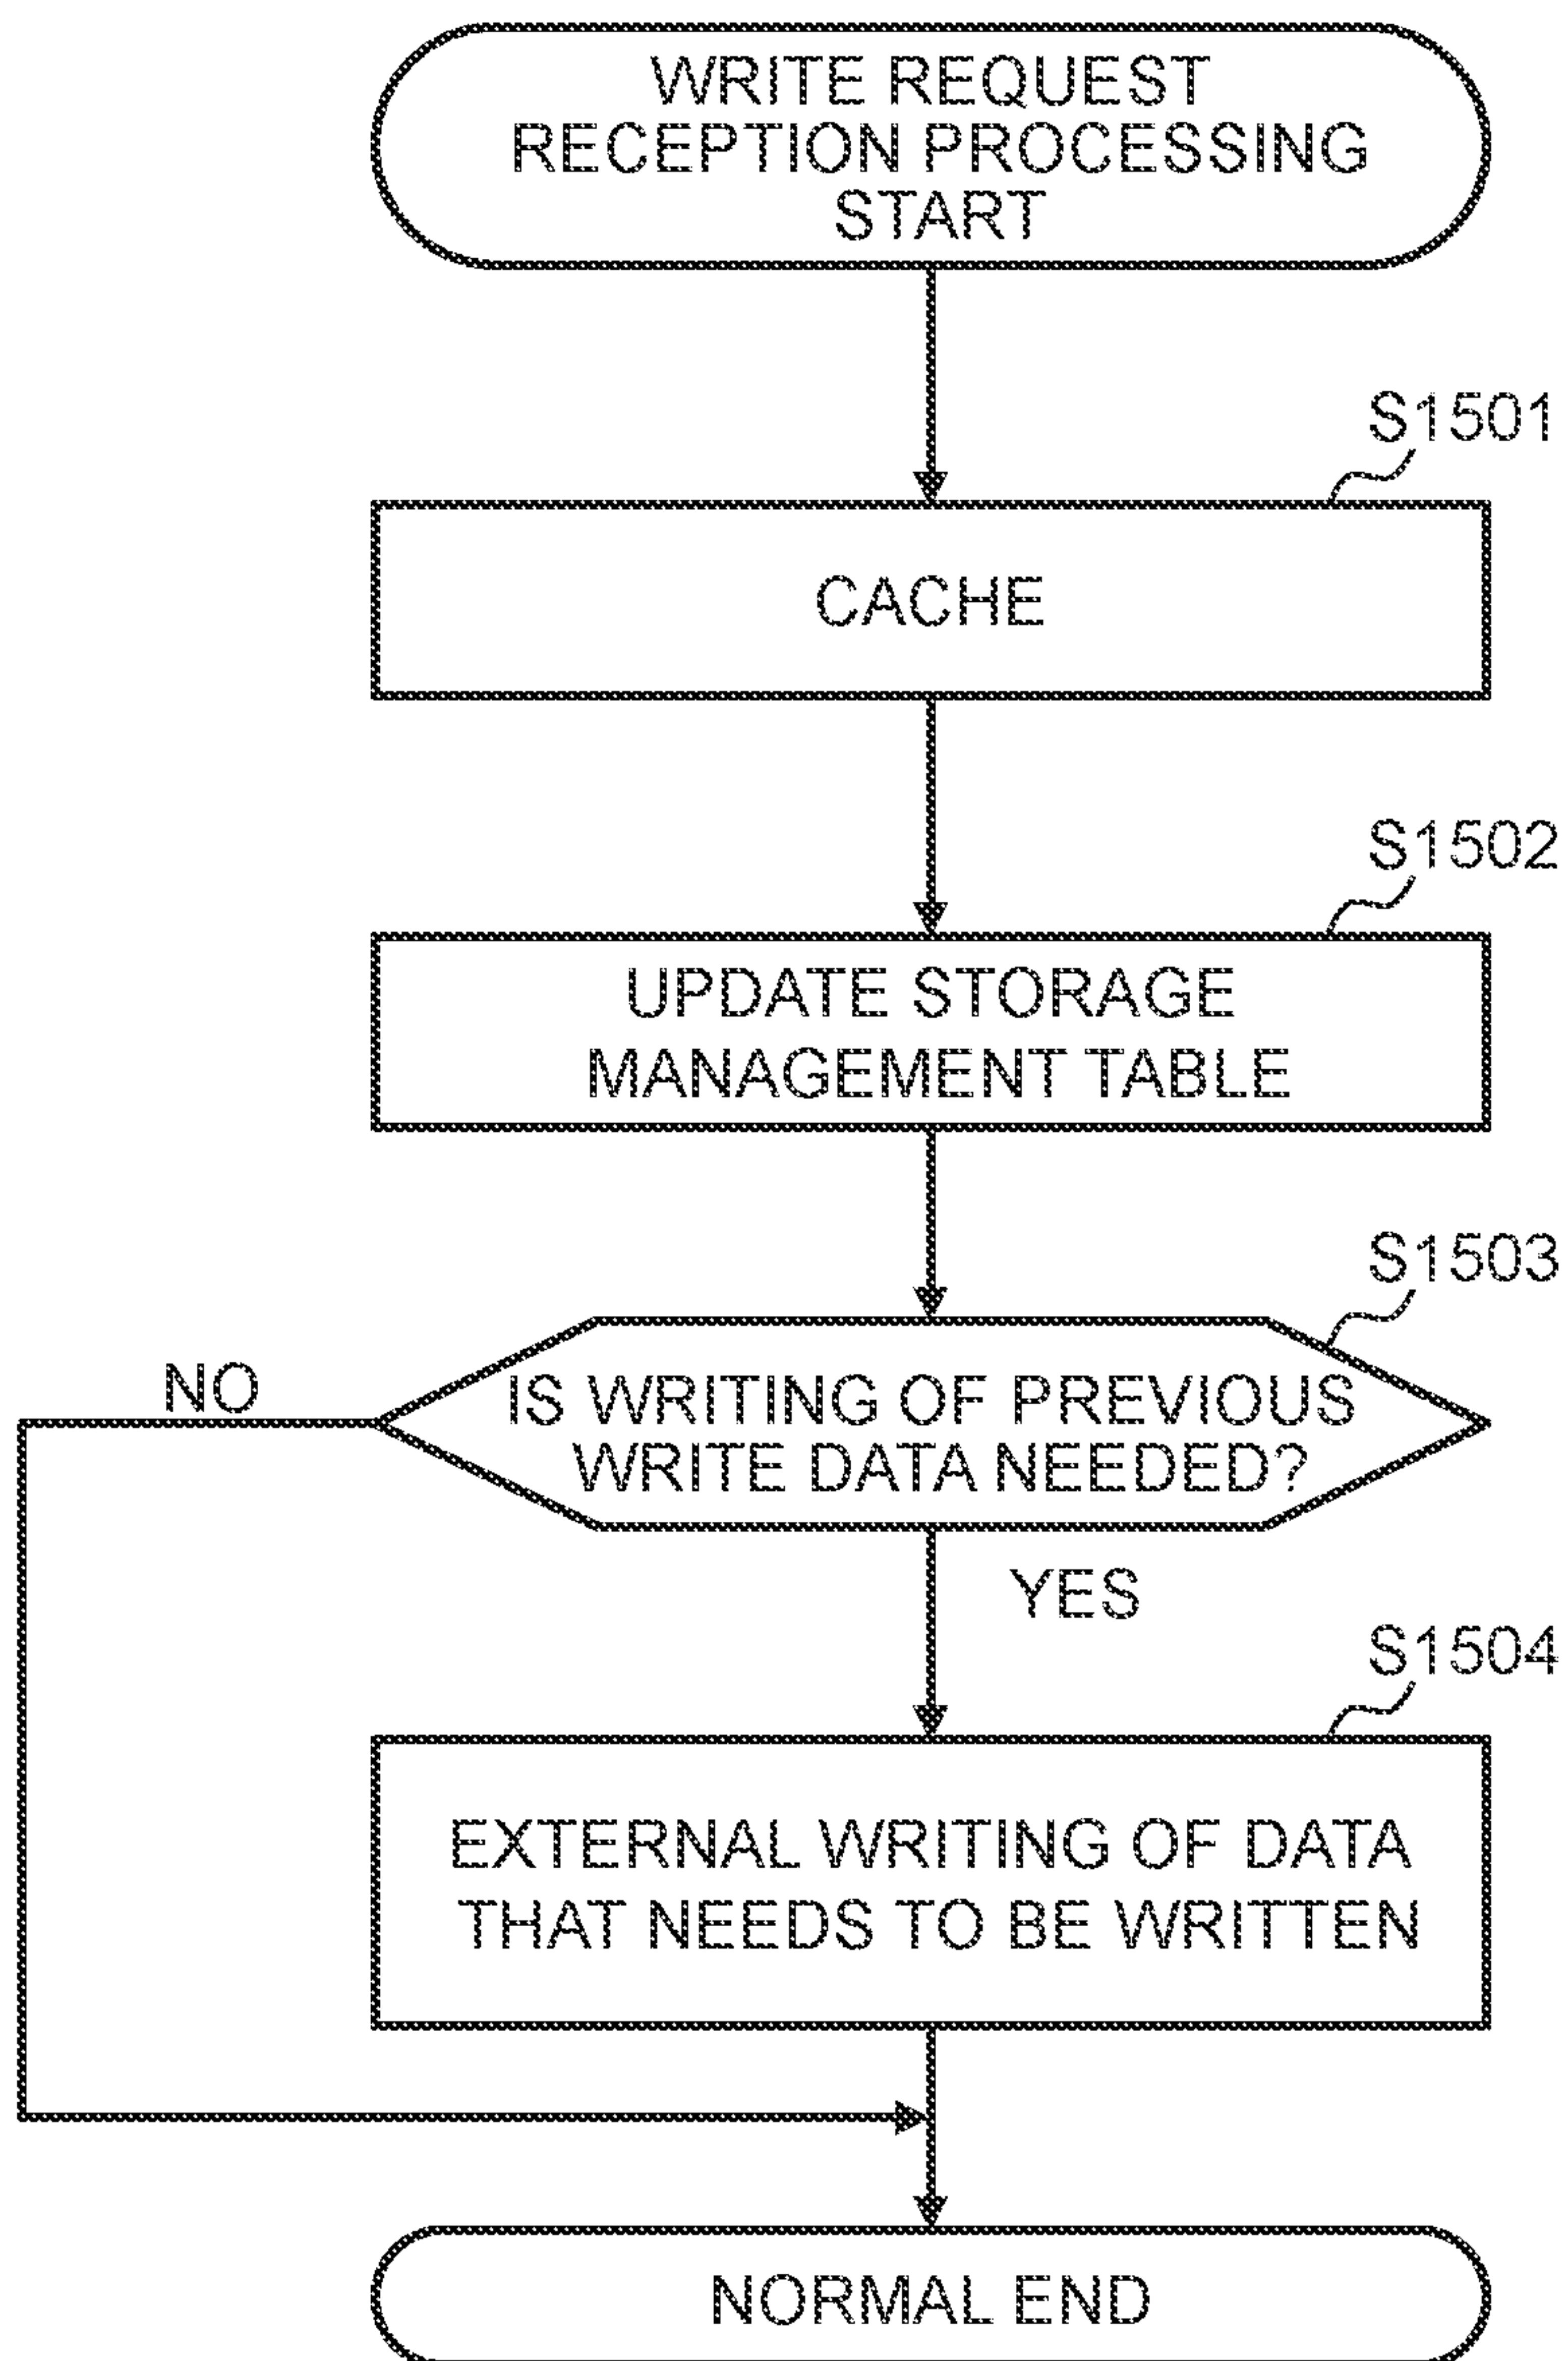 WRITE REQUEST
RECEPTION PROCESSING
START
S1501
CACHE
S1502
UPDATE STORAGE
MANAGEMENT TABLE
S1503
NO
IS WRITING OF PREVIOUS
WRITE DATA NEEDED?
YES
S1504
EXTERNAL WRITING OF DATA
THAT NEEDS TO BE WRITTEN
NORMAL END